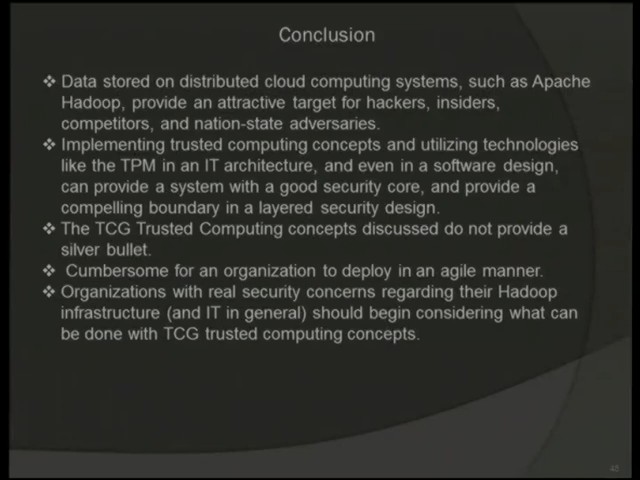 Conclusion
❖ Data stored on distributed cloud computing systems, such as Apache
Hadoop, provide an attractive target for hackers, insiders,
competitors, and nation-state adversaries.
❖ Implementing trusted computing concepts and utilizing technologies
like the TPM in an IT architecture, and even in a software design,
can provide a system with a good security core, and provide a
compelling boundary in a layered security design.
❖ The TCG Trusted Computing concepts discussed do not provide a
silver bullet.
❖ Cumbersome for an organization to deploy in an agile manner.
❖ Organizations with real security concerns regarding their Hadoop
infrastructure (and IT in general) should begin considering what can
be done with TCG trusted computing concepts.